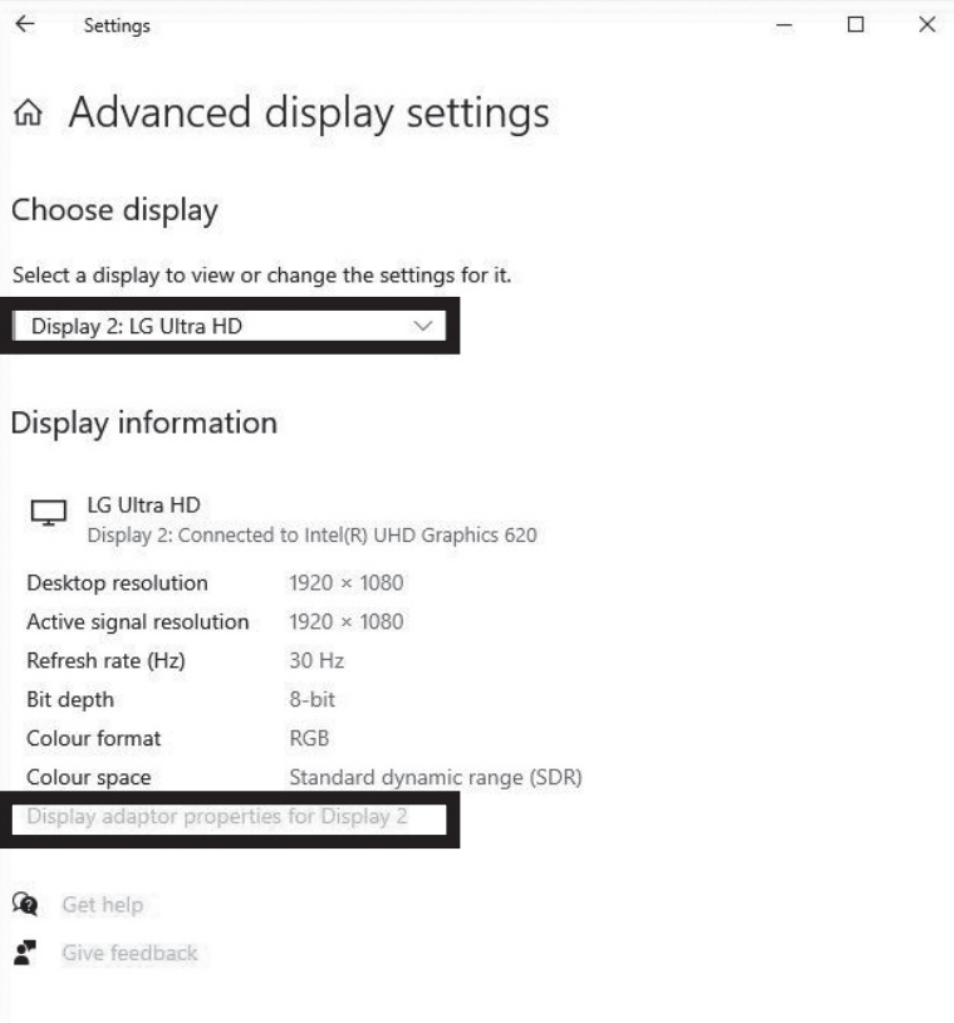 Settings
Advanced display settings
Choose display
Select a display to view or change the settings for it.
Display 2: LG Ultra HD
Display information
LG Ultra HD
Display 2: Connected to Intel(R) UHD Graphics 620
Desktop resolution 1920 × 1080
Active signal resolution 1920 × 1080
Refresh rate (Hz) 30 Hz
Bit depth 8-bit
Colour format RGB
Colour space Standard dynamic range (SDR)
Display adaptor properties for Display 2
Get help
Give feedback